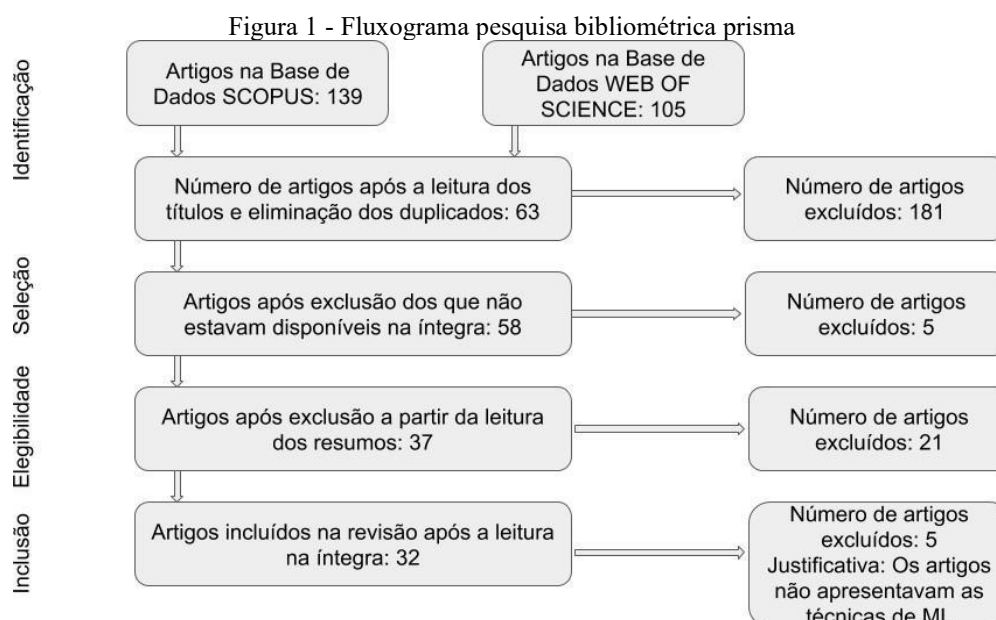 Figura 1 - Fluxograma pesquisa bibliométrica prisma
Identificação
Artigos na Base de
Dados SCOPUS: 139
Artigos na Base de
Dados WEB OF
SCIENCE: 105
Número de artigos após a leitura dos
títulos e eliminação dos duplicados: 63
Número de artigos
excluídos: 181
Seleção
Artigos após exclusão dos que não
estavam disponíveis na íntegra: 58
Número de artigos
excluídos: 5
Elegibilidade
Artigos após exclusão a partir da leitura
dos resumos: 37
Número de artigos
excluídos: 21
Inclusão
Artigos incluídos na revisão após a leitura
na íntegra: 32
Número de artigos
excluídos: 5
Justificativa: Os artigos
não apresentavam as
técnicas de ML